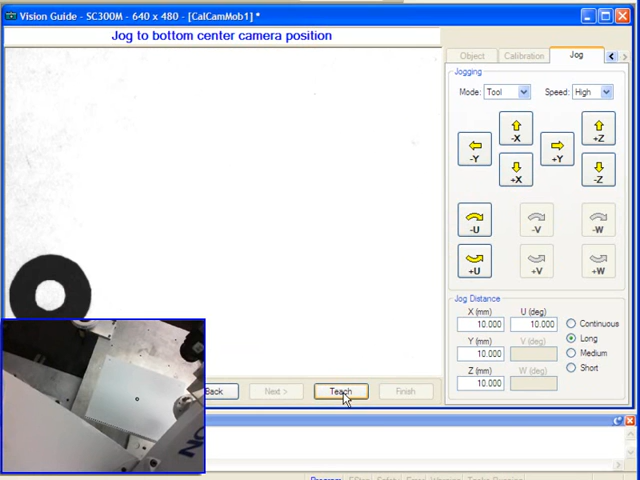 Vision Guide - SC300M - 640 x 480 - [CalCamMob1] *
Jog to bottom center camera position
Object
Calibration
Jog
Jogging
Mode: Tool
Speed: High
-X
+Z
-Y
+Y
+X
-Z
-U
-V
-W
+U
+V
+W
Jog Distance
X (mm)
U (deg)
10.000
10.000
Continuous
Y (mm)
V (deg)
Long
10.000
Medium
Z (mm)
W (deg)
Short
10.000
Back
Next >
Teach
Finish